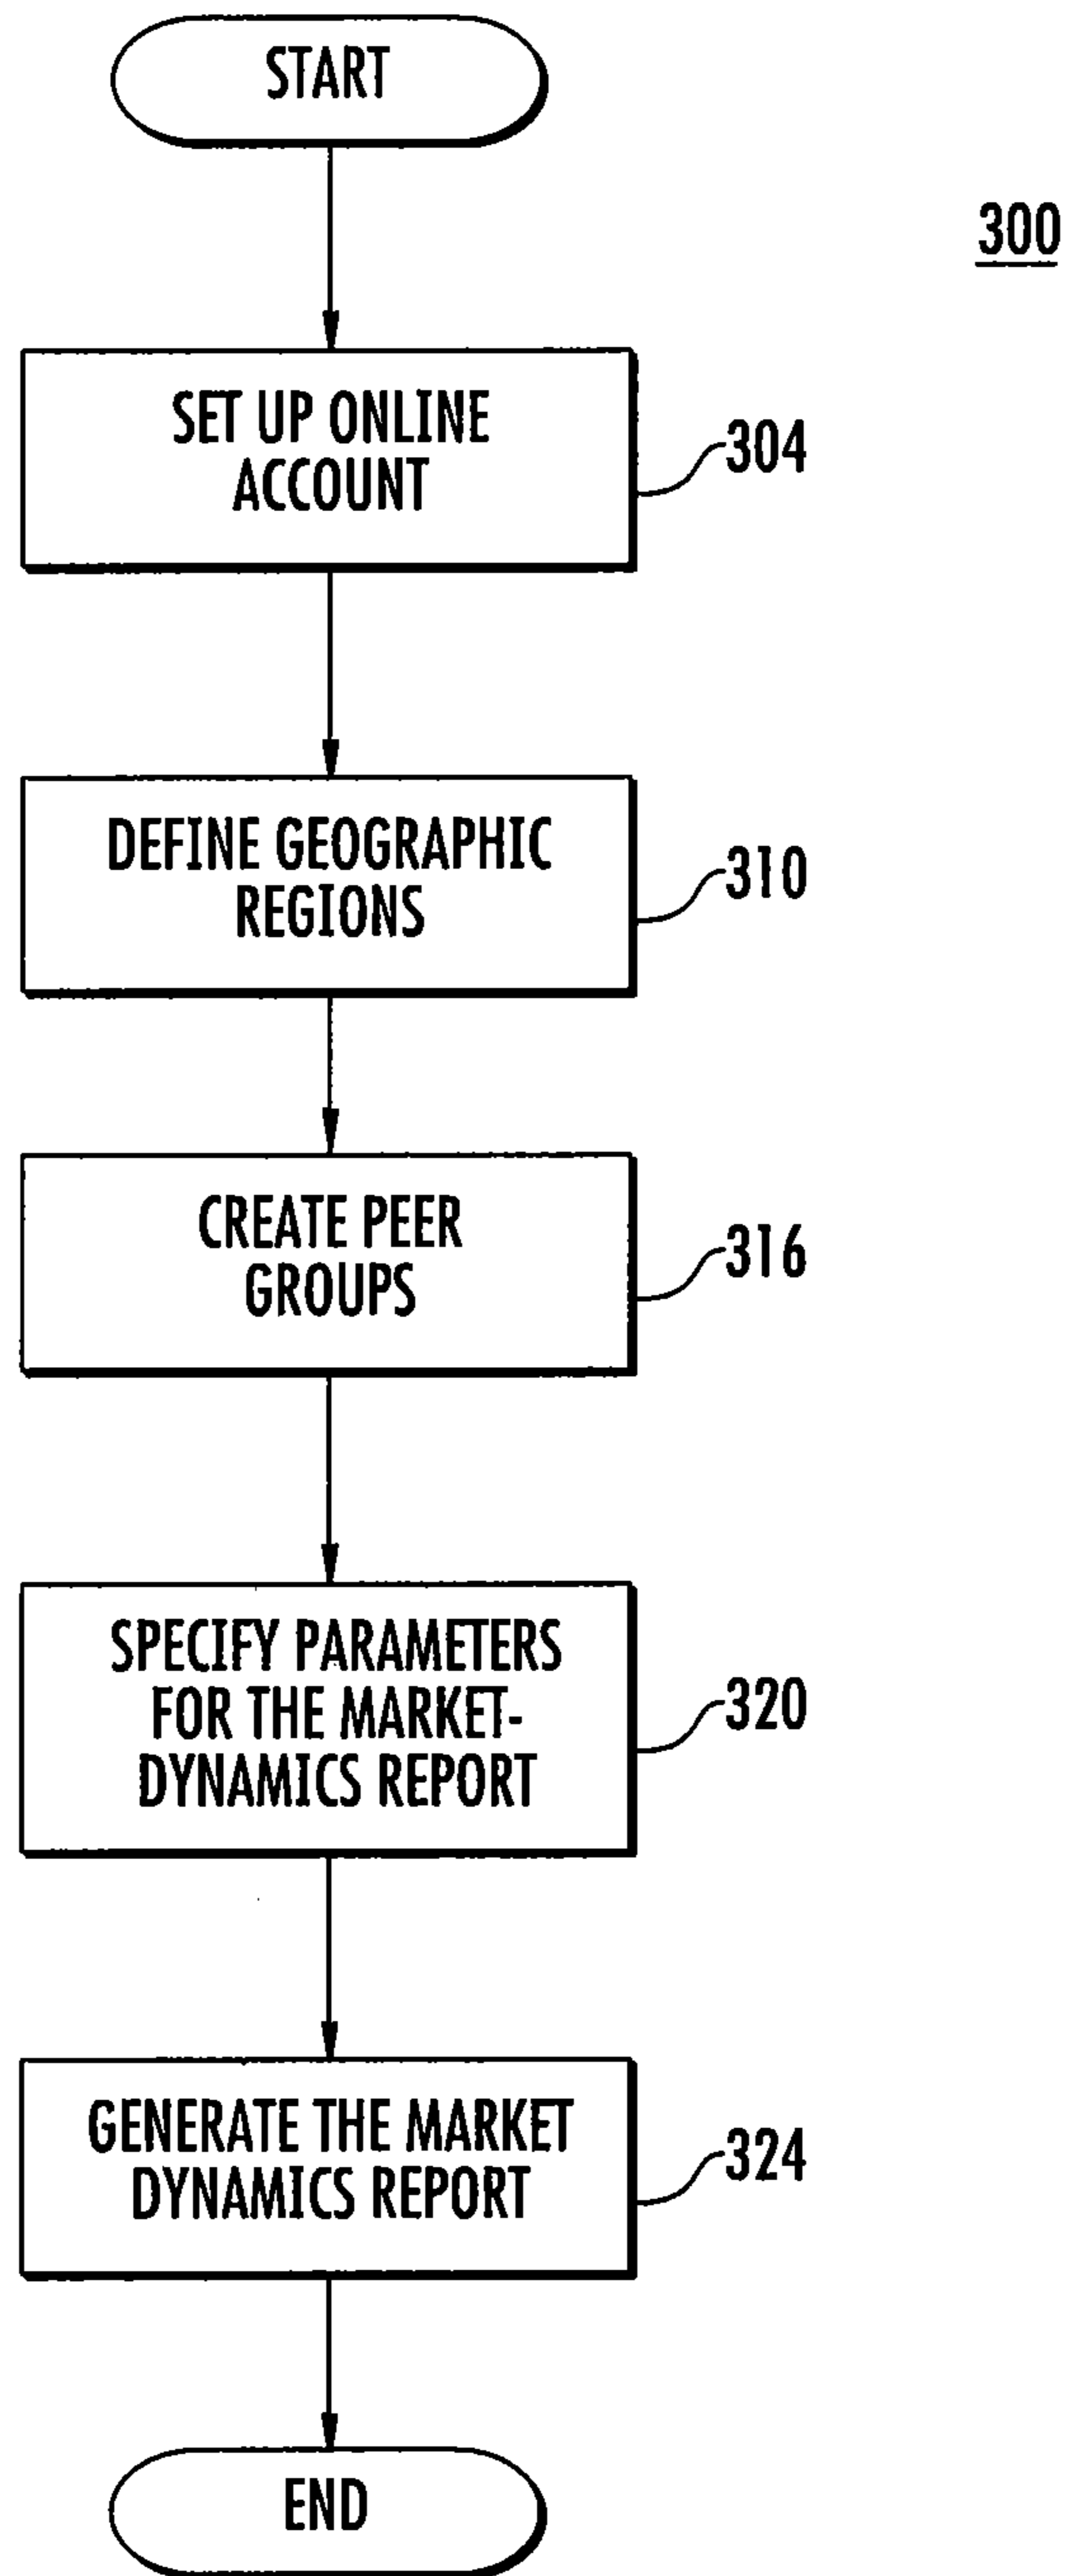 START
300
SET UP ONLINE
ACCOUNT
304
DEFINE GEOGRAPHIC
REGIONS
310
CREATE PEER
GROUPS
316
SPECIFY PARAMETERS
FOR THE MARKET-
DYNAMICS REPORT
320
GENERATE THE MARKET
DYNAMICS REPORT
324
END